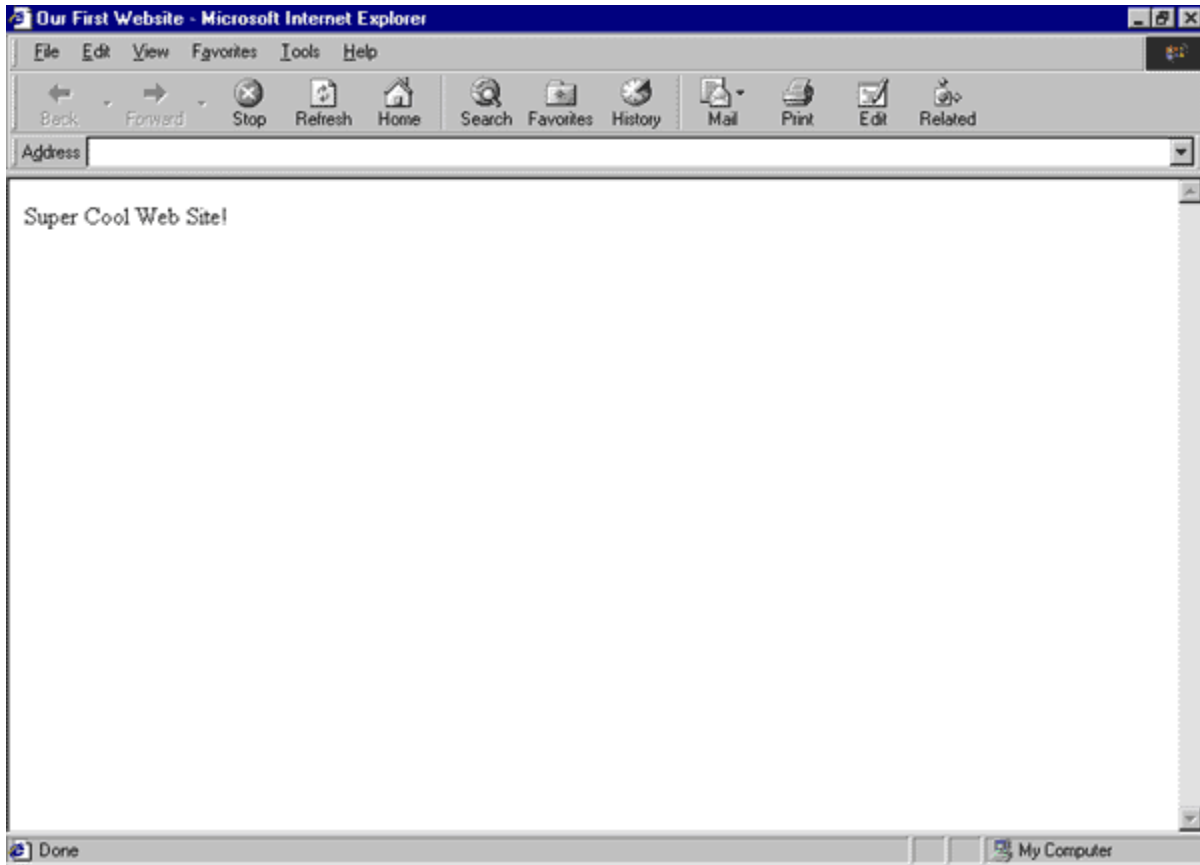 Our First Website - Microsoft Internet Explorer
File Edit View Favorites Tools Help
Back Forward Stop Refresh Home Search Favorites History Mail Print Edit Related
Address
Super Cool Web Site!
Done My Computer